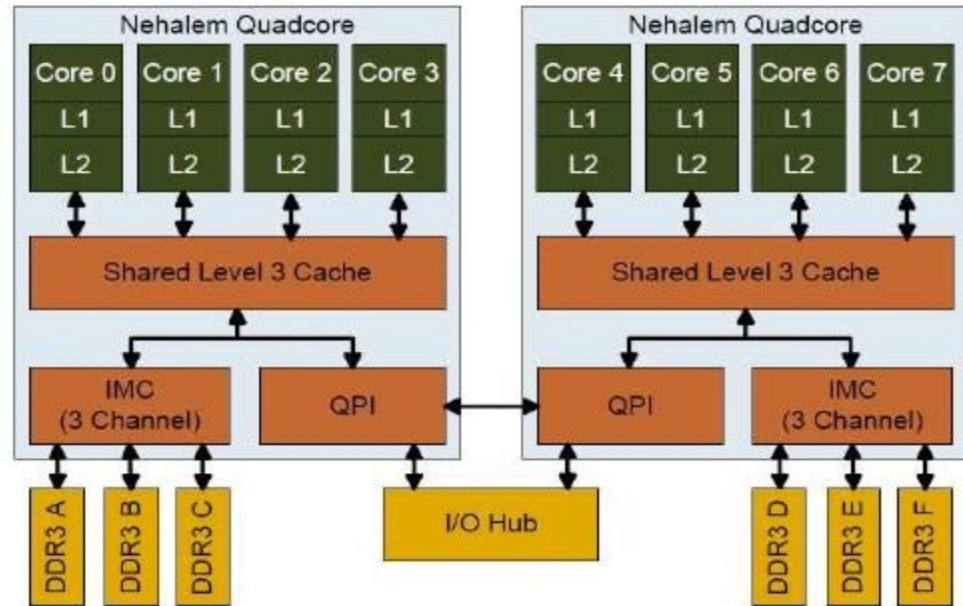 Nehalem Quadcore
Core 0 Core 1 Core 2 Core 3
L1 L1 L1 L1
L2 L2 L2 L2
Shared Level 3 Cache
IMC
(3 Channel)
QPI
DDR3 A
DDR3 B
DDR3 C
Nehalem Quadcore
Core 4 Core 5 Core 6 Core 7
L1 L1 L1 L1
L2 L2 L2 L2
Shared Level 3 Cache
QPI
IMC
(3 Channel)
I/O Hub
DDR3 D
DDR3 E
DDR3 F